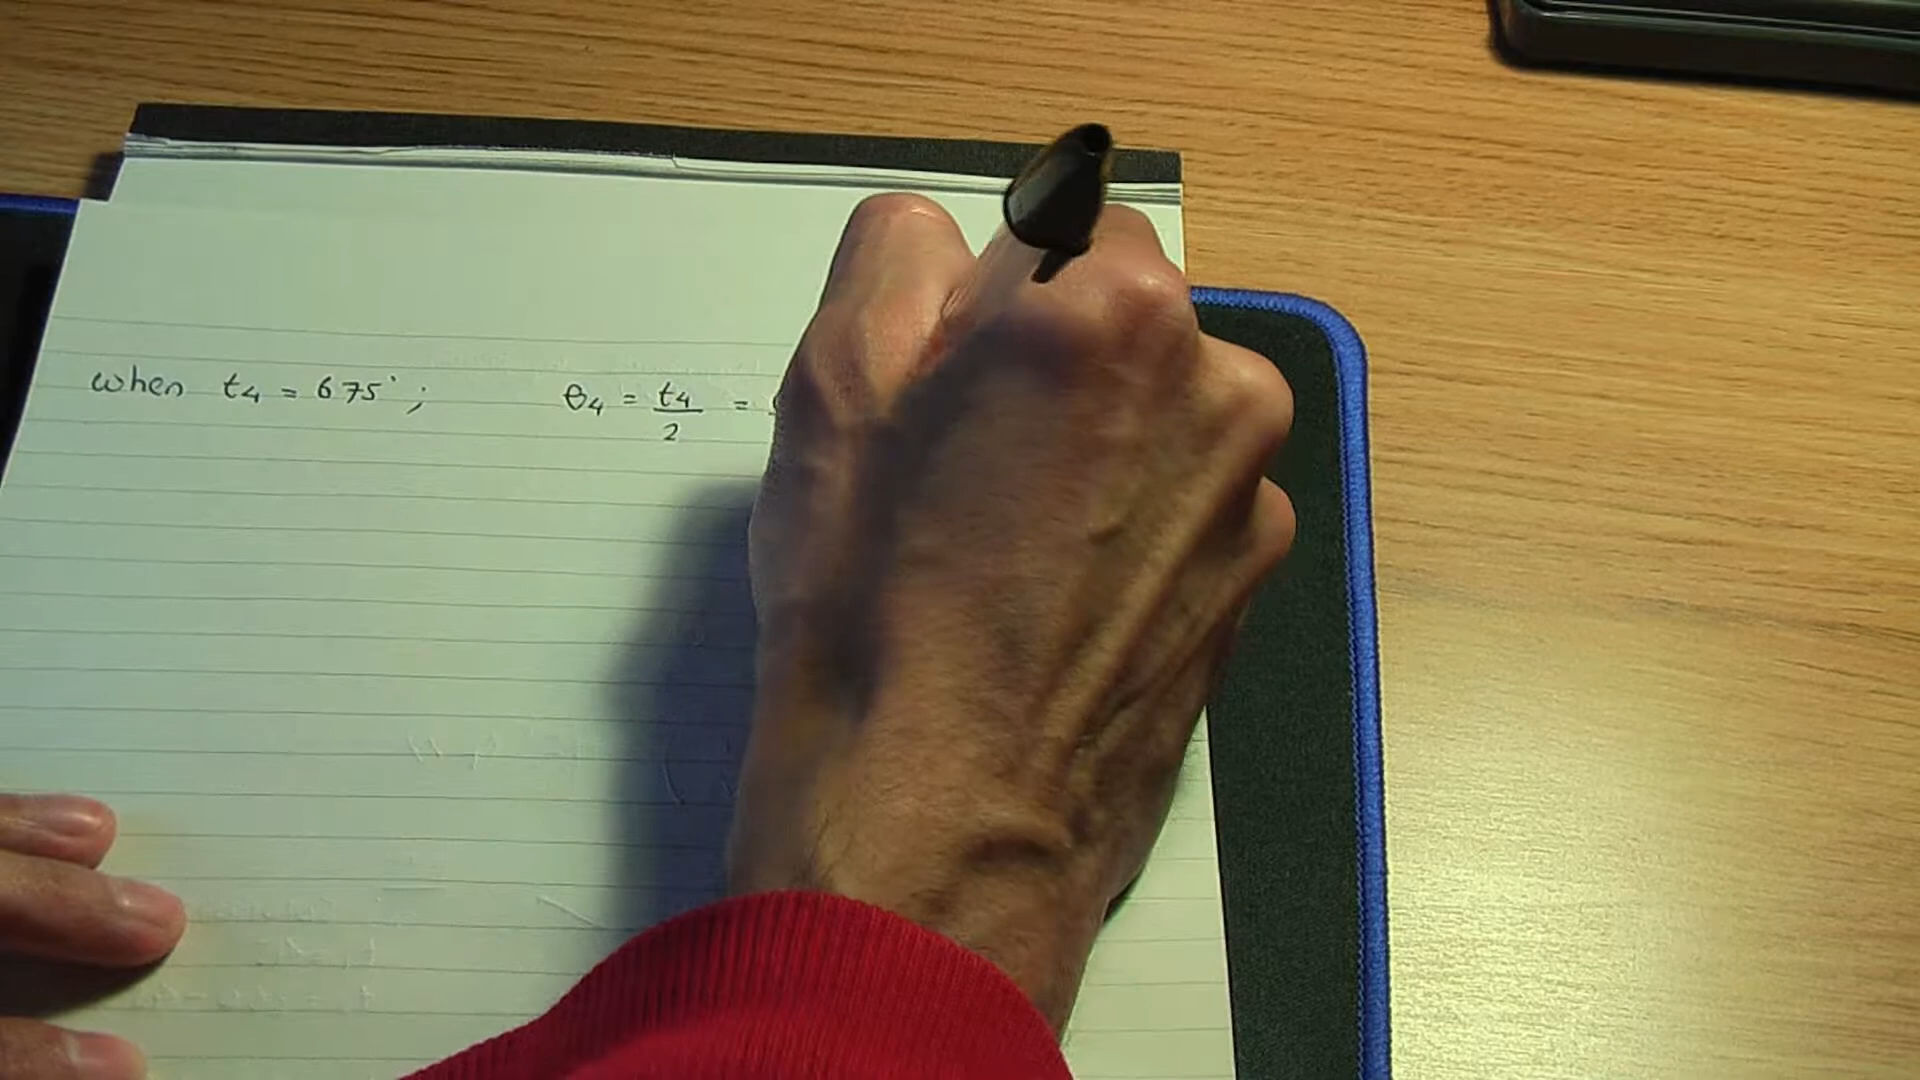 when t₄ = 675° ; θ₄ = t₄/2 =